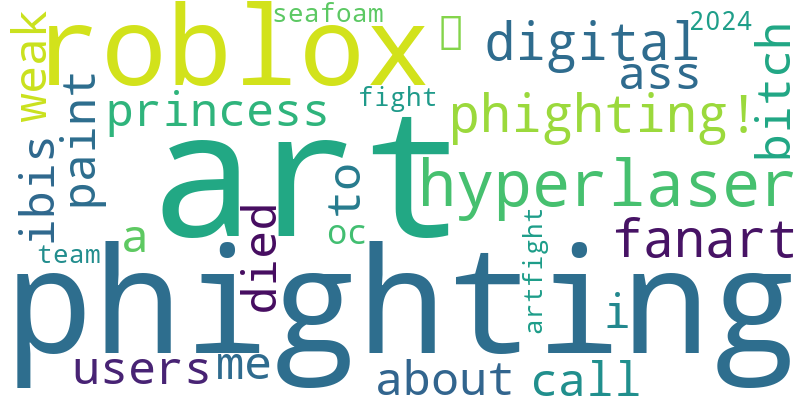 seafoam
2024
roblox
digital
weak
ass
bitch
princess
fight
phighting!
paint
ibis
art
to
hyperlaser
died
a
oc
fanart
team
artfight
phighting
i
users
me
about
call